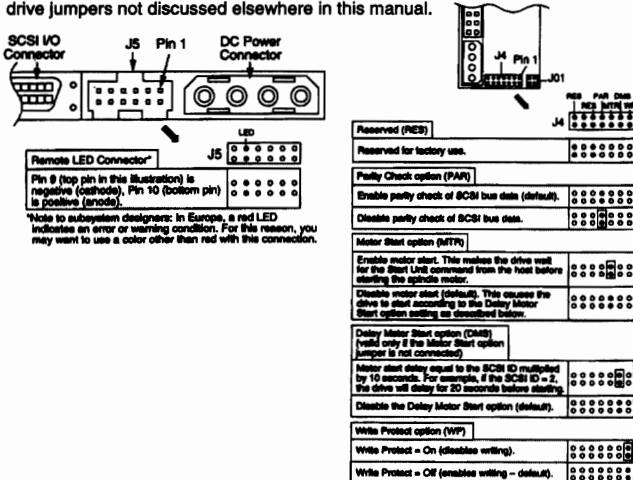 drive jumpers not discussed elsewhere in this manual.
SCSI I/O
Connector
J5
Pin 1
DC Power
Connector
LED
J5
Remote LED Connector*
Pin 9 (top pin in this illustration) is
negative (cathode), Pin 10 (bottom pin)
is positive (anode).
*Note to subsystem designers: In Europe, a red LED
indicates an error or warning condition. For this reason, you
may want to use a color other than red with this connection.
J4
Pin 1
J01
RES PAR DMS
RES MTR WP
J4
Reserved (RES)
Reserved for factory use.
Parity Check option (PAR)
Enable parity check of SCSI bus data (default).
Disable parity check of SCSI bus data.
Motor Start option (MTR)
Enable motor start. This makes the drive wait
for the Start Unit command from the host before
starting the spindle motor.
Disable motor start (default). This causes the
drive to start according to the Delay Motor
Start option setting as described below.
Delay Motor Start option (DMS)
(valid only if the Motor Start option
jumper is not connected)
Motor start delay equal to the SCSI ID multiplied
by 10 seconds. For example, if the SCSI ID = 2,
the drive will delay for 20 seconds before starting.
Disable the Delay Motor Start option (default).
Write Protect option (WP)
Write Protect = On (disables writing).
Write Protect = Off (enables writing – default).